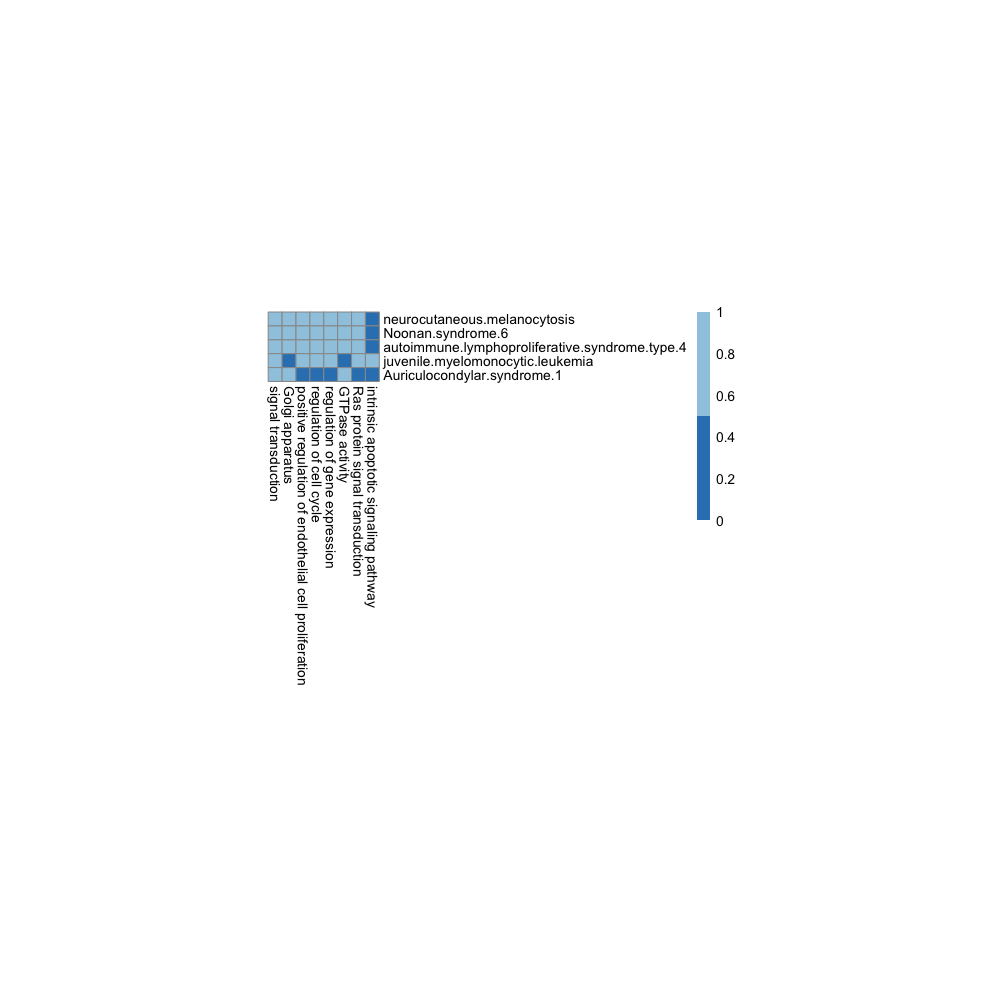 neurocutaneous.melanocytosis
Noonan.syndrome.6
autoimmune.lymphoproliferative.syndrome.type.4
juvenile.myelomonocytic.leukemia
Auriculocondylar.syndrome.1
signal transduction
Golgi apparatus
positive regulation of endothelial cell proliferation
regulation of cell cycle
regulation of gene expression
GTPase activity
Ras protein signal transduction
intrinsic apoptotic signaling pathway
1
0.8
0.6
0.4
0.2
0